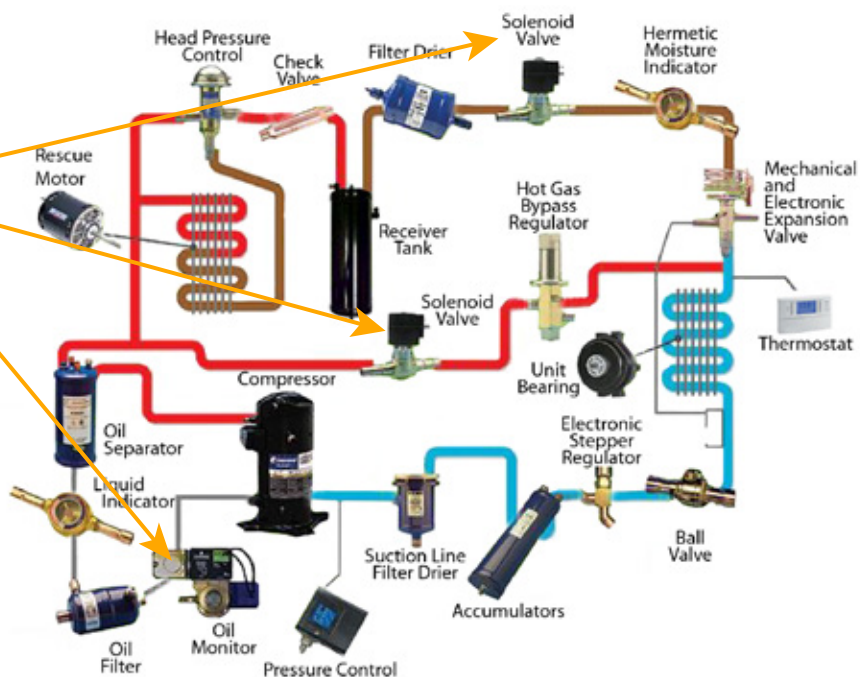 Head Pressure
Control
Check
Valve
Filter Drier
Solenoid
Valve
Hermetic
Moisture
Indicator
Rescue
Motor
Receiver
Tank
Hot Gas
Bypass
Regulator
Mechanical
and
Electronic
Expansion
Valve
Solenoid
Valve
Thermostat
Unit
Bearing
Compressor
Oil
Separator
Electronic
Stepper
Regulator
Liquid
Indicator
Suction Line
Filter Drier
Accumulators
Ball
Valve
Oil
Filter
Oil
Monitor
Pressure Control